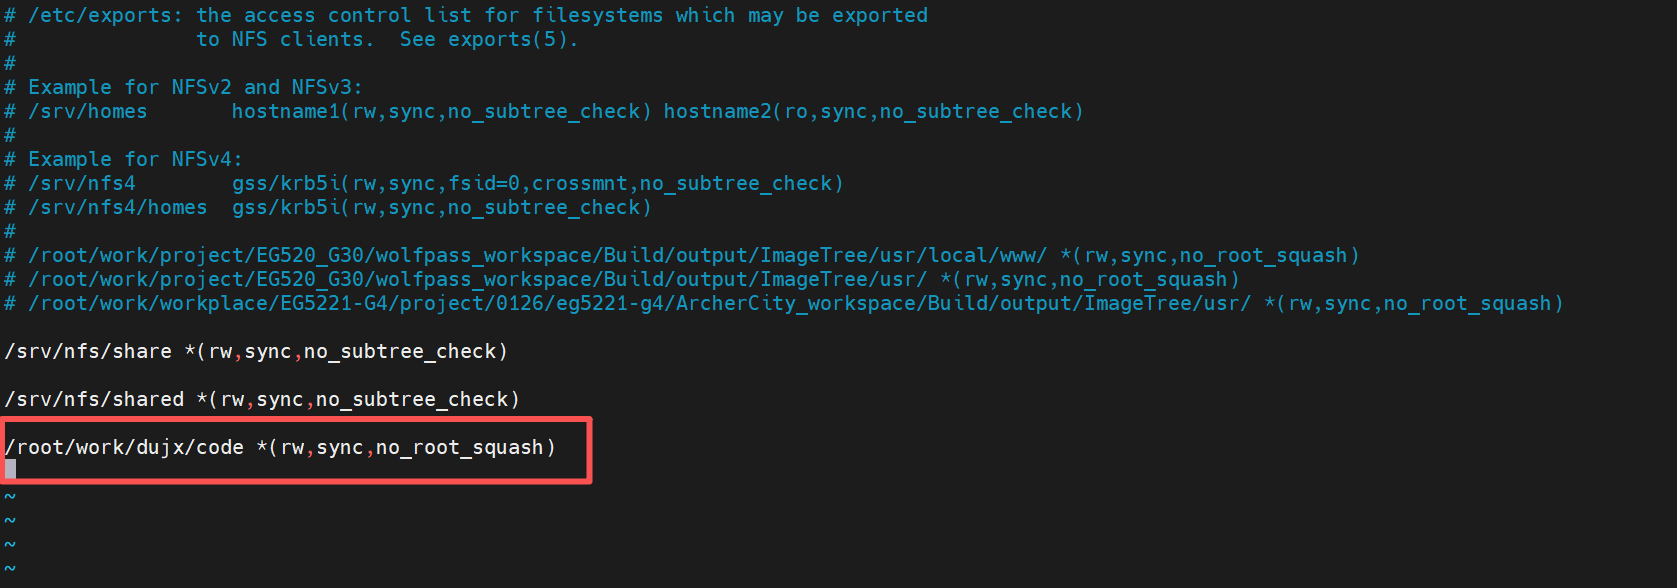 # /etc/exports: the access control list for filesystems which may be exported
#               to NFS clients.  See exports(5).
#
# Example for NFSv2 and NFSv3:
# /srv/homes       hostname1(rw,sync,no_subtree_check) hostname2(ro,sync,no_subtree_check)
#
# Example for NFSv4:
# /srv/nfs4        gss/krb5i(rw,sync,fsid=0,crossmnt,no_subtree_check)
# /srv/nfs4/homes  gss/krb5i(rw,sync,no_subtree_check)
#
# /root/work/project/EG520_G30/wolfpass_workspace/Build/output/ImageTree/usr/local/www/ *(rw,sync,no_root_squash)
# /root/work/project/EG520_G30/wolfpass_workspace/Build/output/ImageTree/usr/ *(rw,sync,no_root_squash)
# /root/work/workplace/EG5221-G4/project/0126/eg5221-g4/ArcherCity_workspace/Build/output/ImageTree/usr/ *(rw,sync,no_root_squash)
/srv/nfs/share *(rw,sync,no_subtree_check)
/srv/nfs/shared *(rw,sync,no_subtree_check)
/root/work/dujx/code *(rw,sync,no_root_squash)
~
~
~
~